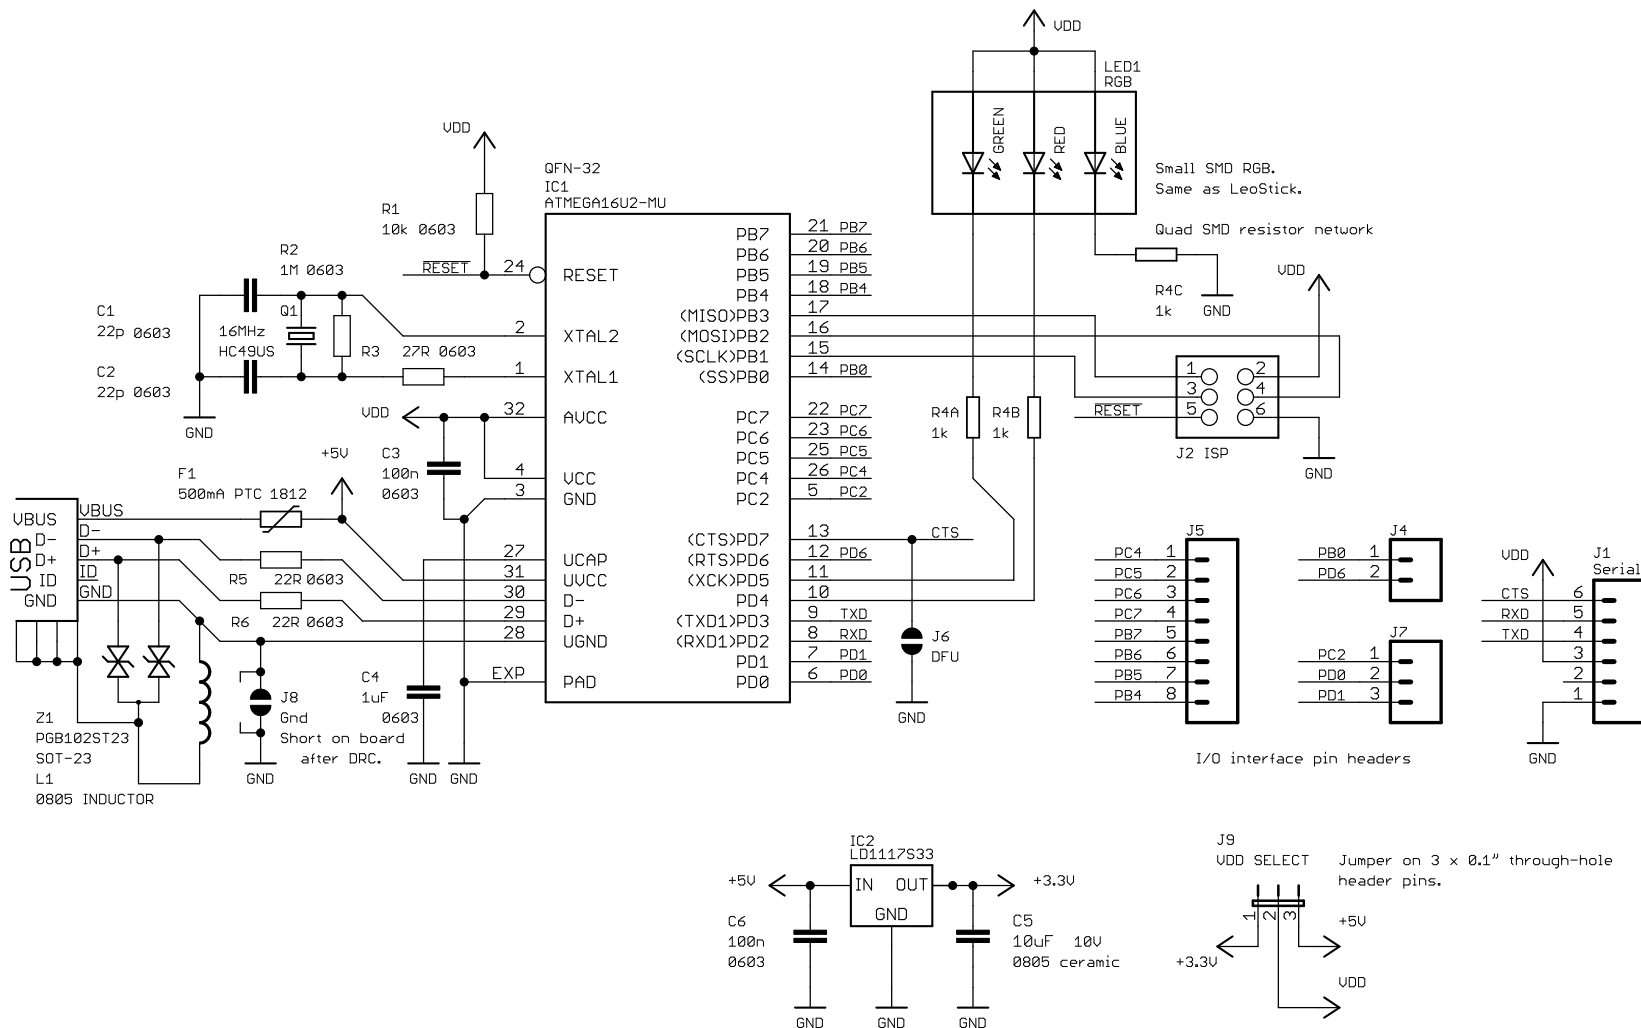 VDD
LED1
RGB
GREEN
RED
BLUE
Small SMD RGB.
Same as LeoStick.
Quad SMD resistor network
R4C
1k
GND
VDD
VDD
R1
10k 0603
RESET
24
QFN-32
IC1
ATMEGA16U2-MU
RESET
XTAL2
XTAL1
AVCC
VCC
GND
UCAP
UVCC
D-
D+
UGND
PAD
2
1
32
4
3
27
31
30
29
28
EXP
PB7
PB6
PB5
PB4
(MISO)PB3
(MOSI)PB2
(SCLK)PB1
(SS)PB0
PC7
PC6
PC5
PC4
PC2
(CTS)PD7
(RTS)PD6
(XCK)PD5
PD4
(TXD1)PD3
(RXD1)PD2
PD1
PD0
21 PB7
20 PB6
19 PB5
18 PB4
17
16
15
14 PB0
22 PC7
23 PC6
25 PC5
26 PC4
5 PC2
13 CTS
12 PD6
11
10
9 TXD
8 RXD
7 PD1
6 PD0
R2
1M 0603
C1
22p 0603
Q1
16MHz
HC49US
R3
27R 0603
C2
22p 0603
GND
VDD
C3
100n
0603
+5V
F1
500mA PTC 1812
USB
VBUS
D-
D+
ID
GND
VBUS
D-
D+
ID
GND
R5
22R 0603
R6
22R 0603
J8
Gnd
Short on board
after DRC.
GND
C4
1uF
0603
GND
GND
Z1
PGB102ST23
SOT-23
L1
0805 INDUCTOR
R4A
1k
R4B
1k
RESET
1
3
5
2
4
6
J2 ISP
GND
J6
DFU
GND
J5
PC4 1
PC5 2
PC6 3
PC7 4
PB7 5
PB6 6
PB5 7
PB4 8
J4
PB0 1
PD6 2
J7
PC2 1
PD0 2
PD1 3
I/O interface pin headers
J1
Serial
VDD
CTS 6
RXD 5
TXD 4
3
2
1
GND
IC2
LD1117S33
+5V
IN
OUT
GND
+3.3V
C6
100n
0603
C5
10uF 10V
0805 ceramic
GND
GND
GND
J9
VDD SELECT
Jumper on 3 x 0.1" through-hole
header pins.
1
2
3
+5V
+3.3V
VDD